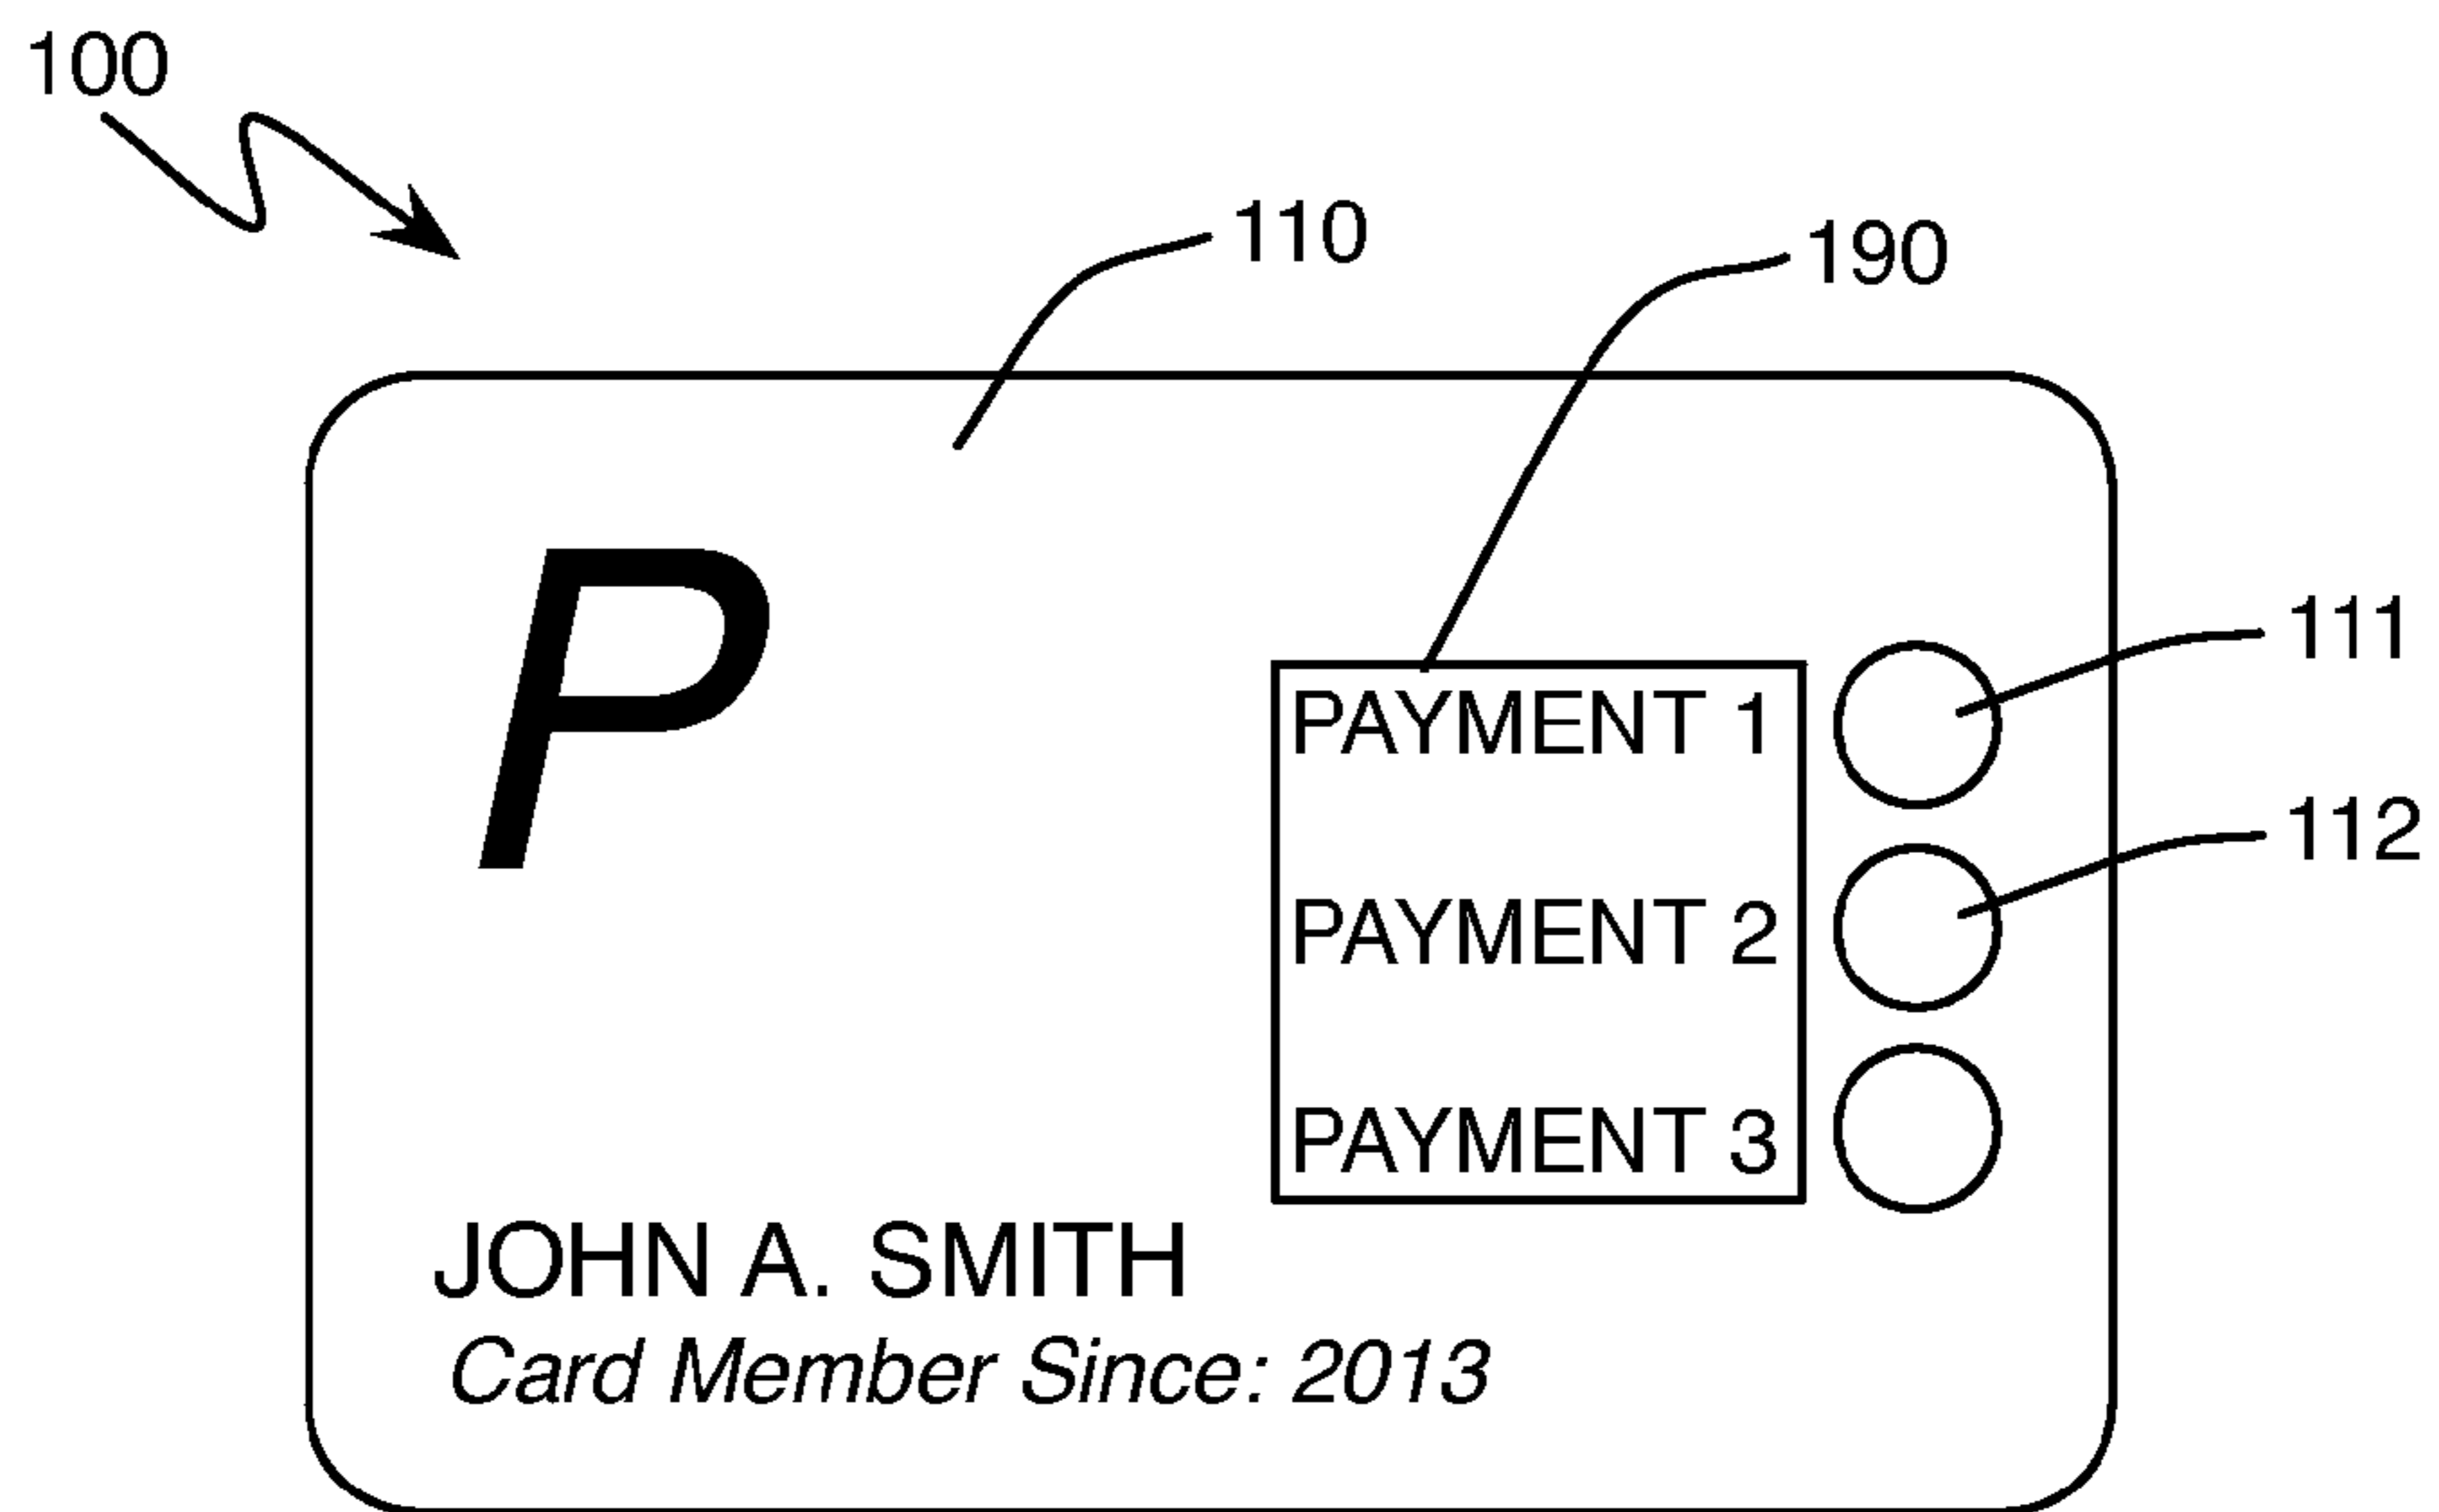 100
110
190
P
111
PAYMENT 1
112
PAYMENT 2
PAYMENT 3
JOHN A. SMITH
Card Member Since: 2013